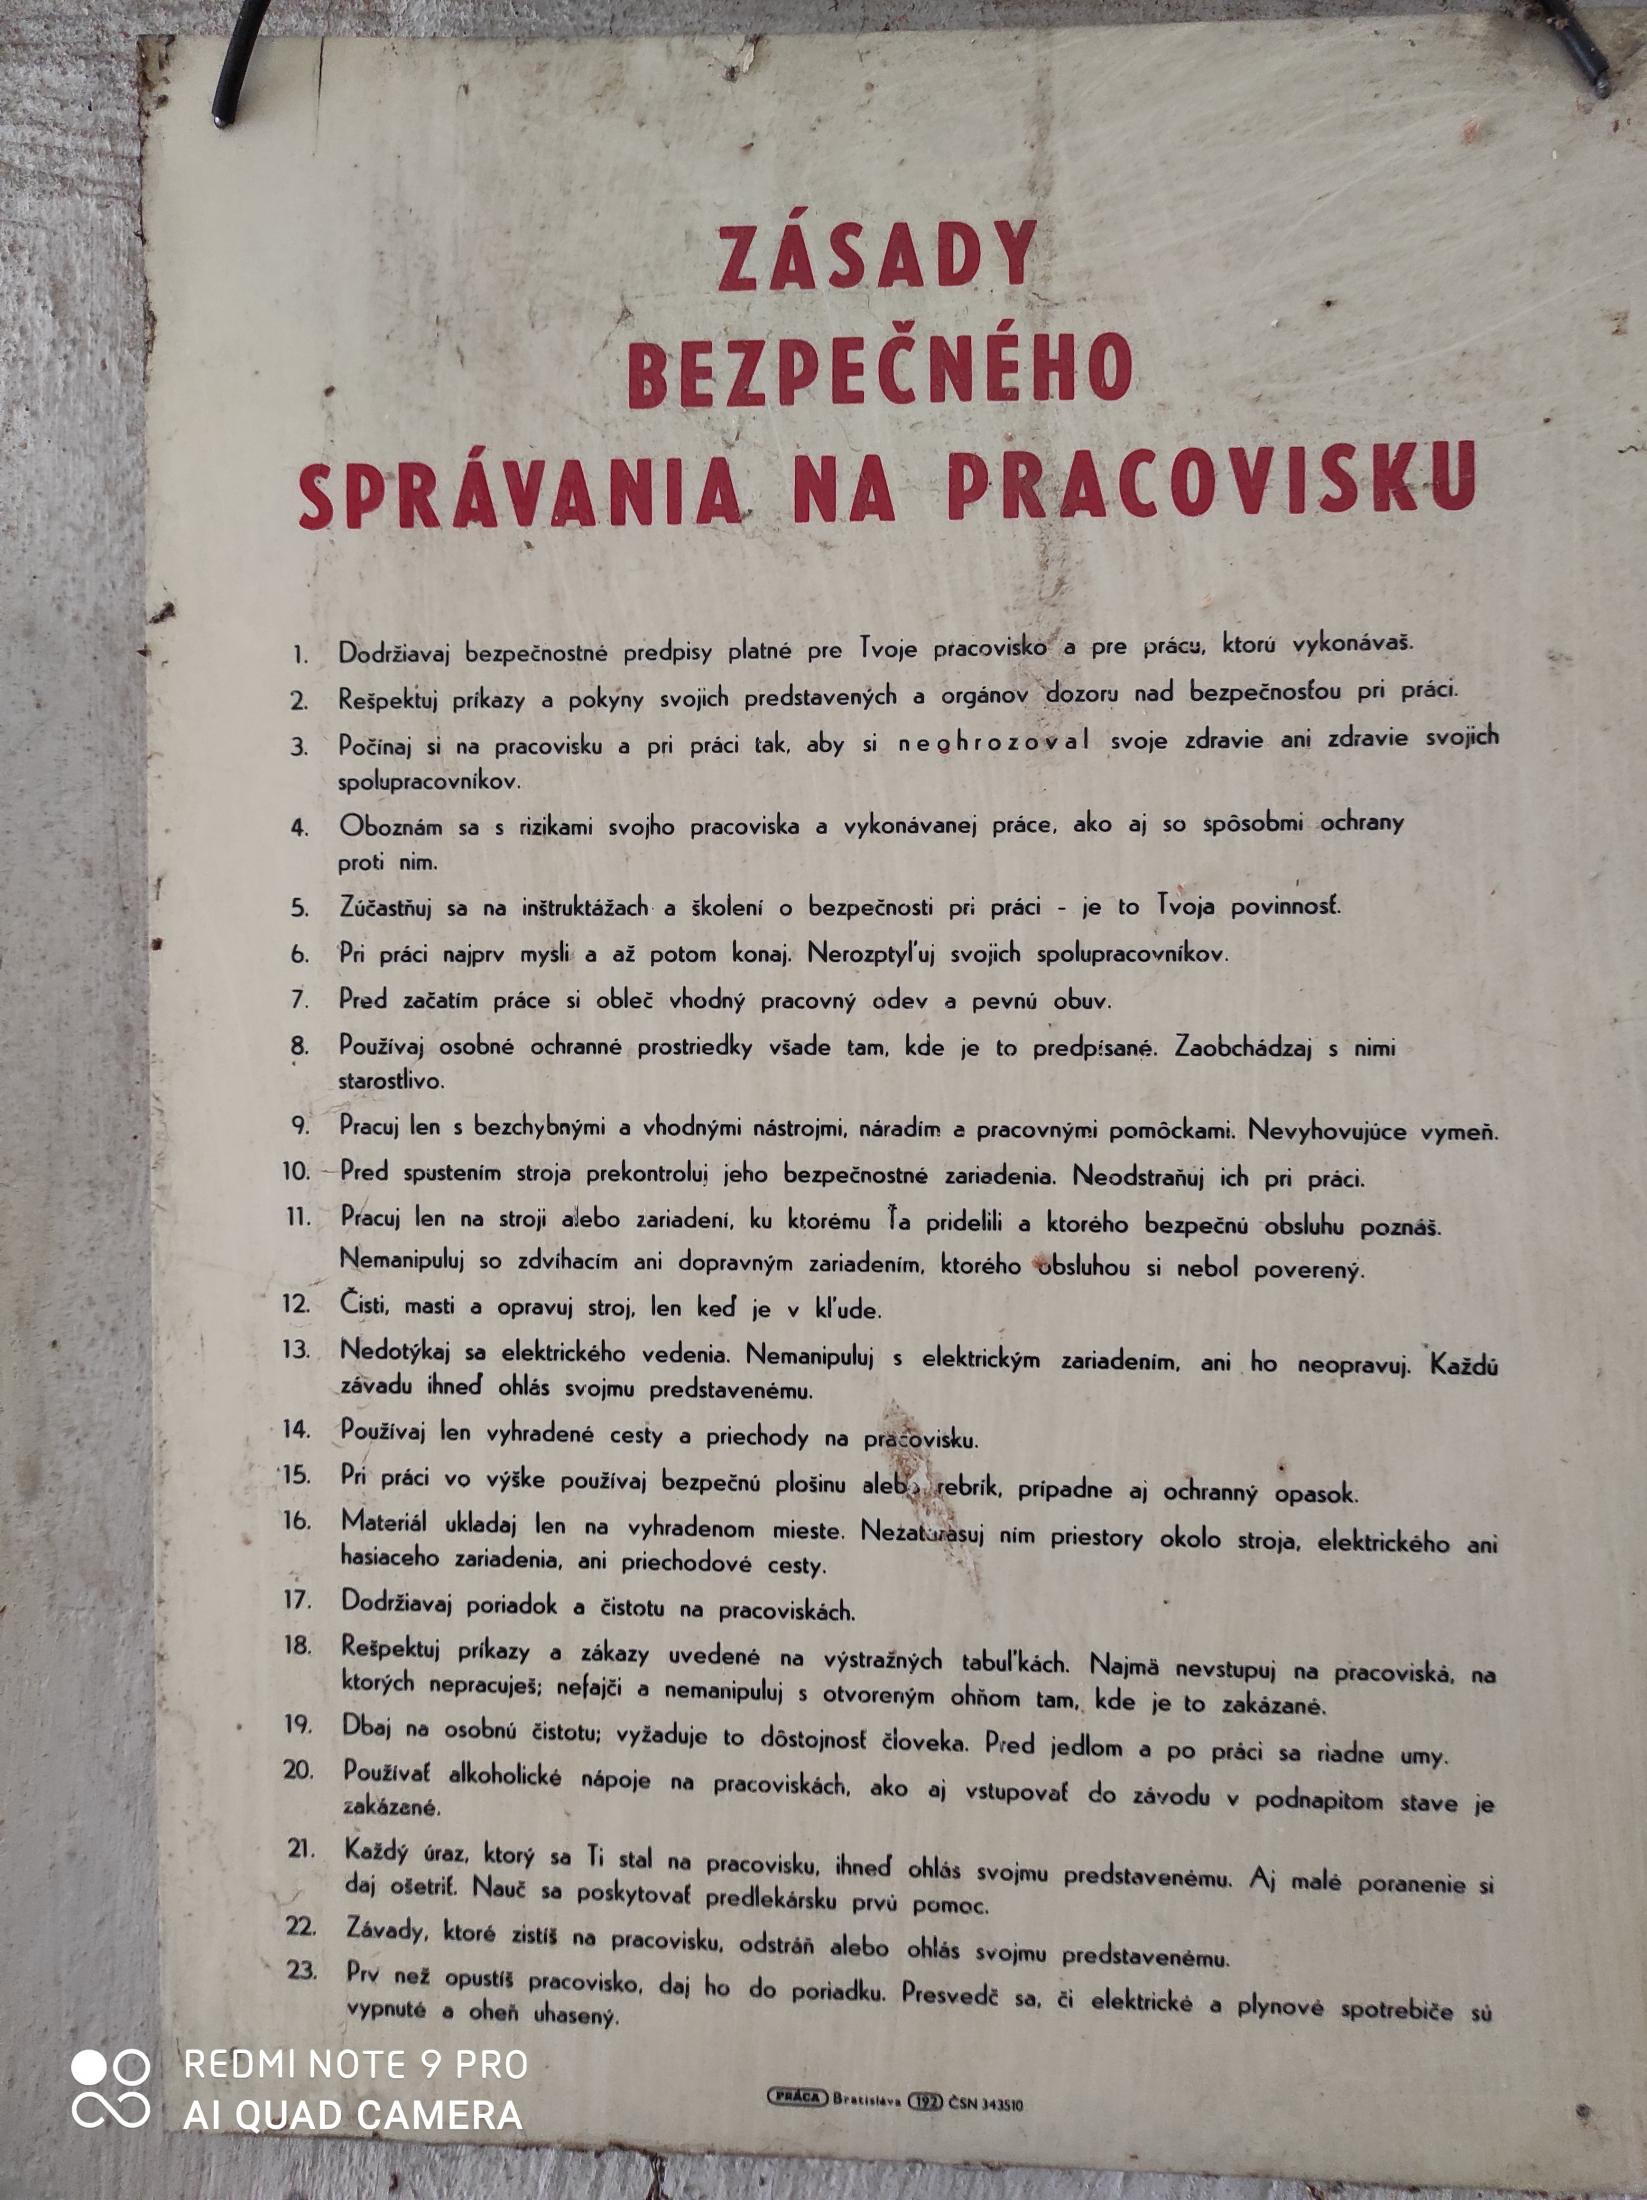 ZÁSADY
BEZPEČNÉHO
SPRÁVANIA NA PRACOVISKU
1. Dodržiavaj bezpečnostné predpisy platné pre Tvoje pracovisko a pre prácu, ktorú vykonávaš.
2. Rešpektuj príkazy a pokyny svojich predstavených a orgánov dozoru nad bezpečnosťou pri práci.
3. Počínaj si na pracovisku a pri práci tak, aby si neohrozoval svoje zdravie ani zdravie svojich
spolupracovníkov.
4. Oboznám sa s rizikami svojho pracoviska a vykonávanej práce, ako aj so spôsobmi ochrany
proti nim.
5. Zúčastňuj sa na inštruktážach a školení o bezpečnosti pri práci - je to Tvoja povinnosť.
6. Pri práci najprv mysli a až potom konaj. Nerozptyľuj svojich spolupracovníkov.
7. Pred začatím práce si obleč vhodný pracovný odev a pevnú obuv.
8. Používaj osobné ochranné prostriedky všade tam, kde je to predpísané. Zaobchádzaj s nimi
starostlivo.
9. Pracuj len s bezchybnými a vhodnými nástrojmi, náradím a pracovnými pomôckami. Nevyhovujúce vymeň.
10. Pred spustením stroja prekontroluj jeho bezpečnostné zariadenia. Neodstraňuj ich pri práci.
11. Pracuj len na stroji alebo zariadení, ku ktorému Ťa pridelili a ktorého bezpečnú obsluhu poznáš.
Nemanipuluj so zdvíhacím ani dopravným zariadením, ktorého obsluhou si nebol poverený.
12. Čisti, masti a opravuj stroj, len keď je v kľude.
13. Nedotýkaj sa elektrického vedenia. Nemanipuluj s elektrickým zariadením, ani ho neopravuj. Každú
závadu ihneď ohlás svojmu predstavenému.
14. Používaj len vyhradené cesty a priechody na pracovisku.
15. Pri práci vo výške používaj bezpečnú plošinu alebo rebrík, prípadne aj ochranný opasok.
16. Materiál ukladaj len na vyhradenom mieste. Nezatarasuj ním priestory okolo stroja, elektrického ani
hasiaceho zariadenia, ani priechodové cesty.
17. Dodržiavaj poriadok a čistotu na pracoviskách.
18. Rešpektuj príkazy a zákazy uvedené na výstražných tabuľkách. Najmä nevstupuj na pracoviská, na
ktorých nepracuješ; nefajči a nemanipuluj s otvoreným ohňom tam, kde je to zakázané.
19. Dbaj na osobnú čistotu; vyžaduje to dôstojnosť človeka. Pred jedlom a po práci sa riadne umy.
20. Používať alkoholické nápoje na pracoviskách, ako aj vstupovať do závodu v podnapitom stave je
zakázané.
21. Každý úraz, ktorý sa Ti stal na pracovisku, ihneď ohlás svojmu predstavenému. Aj malé poranenie si
daj ošetriť. Nauč sa poskytovať predlekársku prvú pomoc.
22. Závady, ktoré zistíš na pracovisku, odstráň alebo ohlás svojmu predstavenému.
23. Prv než opustíš pracovisko, daj ho do poriadku. Presvedč sa, či elektrické a plynové spotrebiče sú
vypnuté a oheň uhasený.
PRÁCA Bratislava 192 ČSN 343510
REDMI NOTE 9 PRO
AI QUAD CAMERA